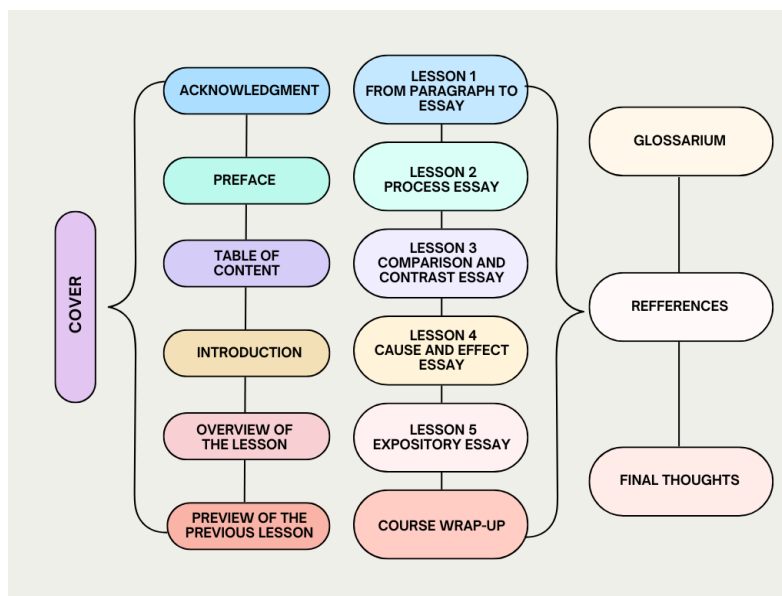 COVER
ACKNOWLEDGMENT
PREFACE
TABLE OF
CONTENT
INTRODUCTION
OVERVIEW OF
THE LESSON
PREVIEW OF THE
PREVIOUS LESSON
LESSON 1
FROM PARAGRAPH TO
ESSAY
LESSON 2
PROCESS ESSAY
LESSON 3
COMPARISON AND
CONTRAST ESSAY
LESSON 4
CAUSE AND EFFECT
ESSAY
LESSON 5
EXPOSITORY ESSAY
COURSE WRAP-UP
GLOSSARIUM
REFFERENCES
FINAL THOUGHTS